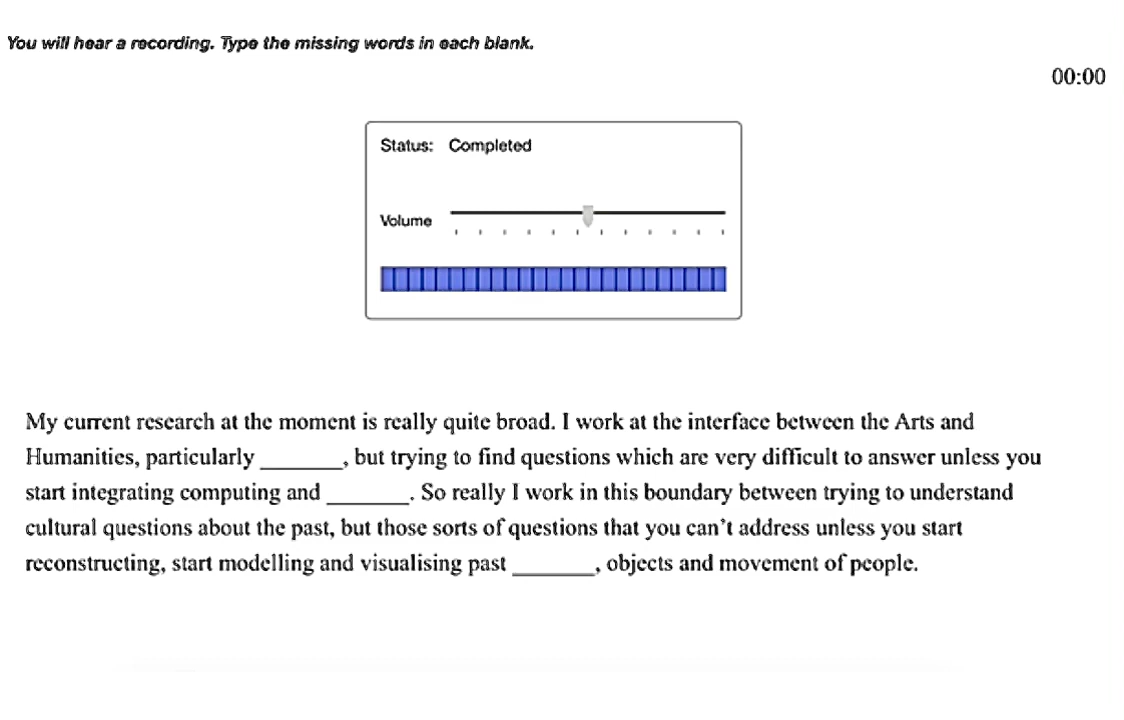 You will hear a recording. Type the missing words in each blank.
00:00
Status: Completed
Volume
My current research at the moment is really quite broad. I work at the interface between the Arts and
Humanities, particularly ________, but trying to find questions which are very difficult to answer unless you
start integrating computing and ________. So really I work in this boundary between trying to understand
cultural questions about the past, but those sorts of questions that you can't address unless you start
reconstructing, start modelling and visualising past ________, objects and movement of people.